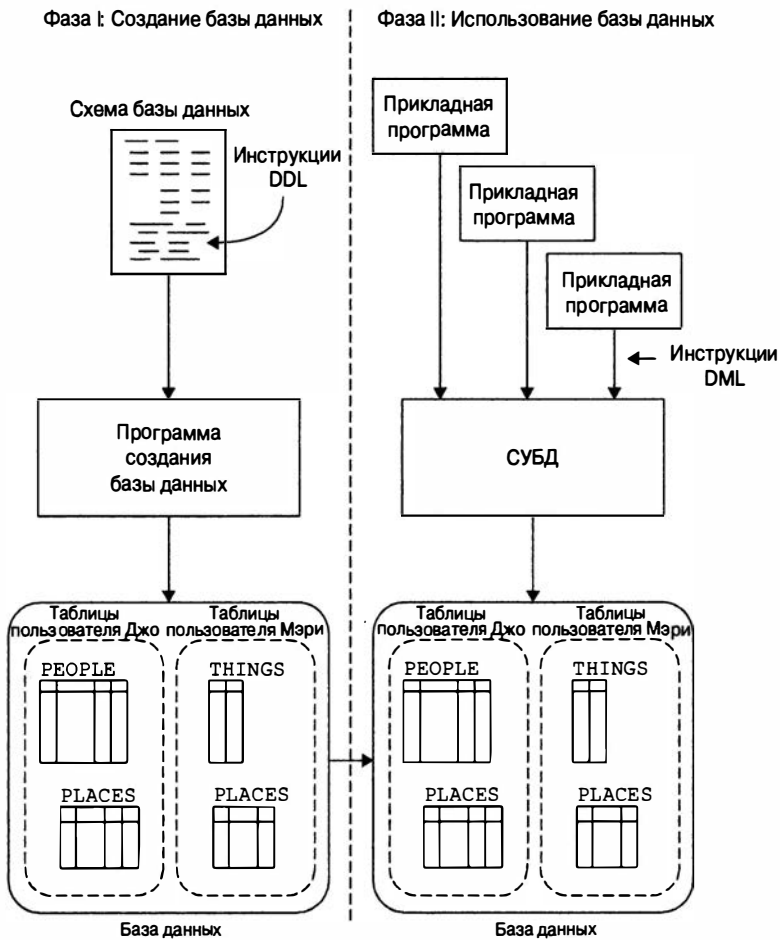 Фаза I: Создание базы данных
Схема базы данных
Инструкции
DDL
Программа
создания
базы данных
Таблицы
пользователя Джо
Таблицы
пользователя Мэри
PEOPLE
THINGS
PLACES
PLACES
База данных
Фаза II: Использование базы данных
Прикладная
программа
Прикладная
программа
Прикладная
программа
Инструкции
DML
СУБД
Таблицы
пользователя Джо
Таблицы
пользователя Мэри
PEOPLE
THINGS
PLACES
PLACES
База данных